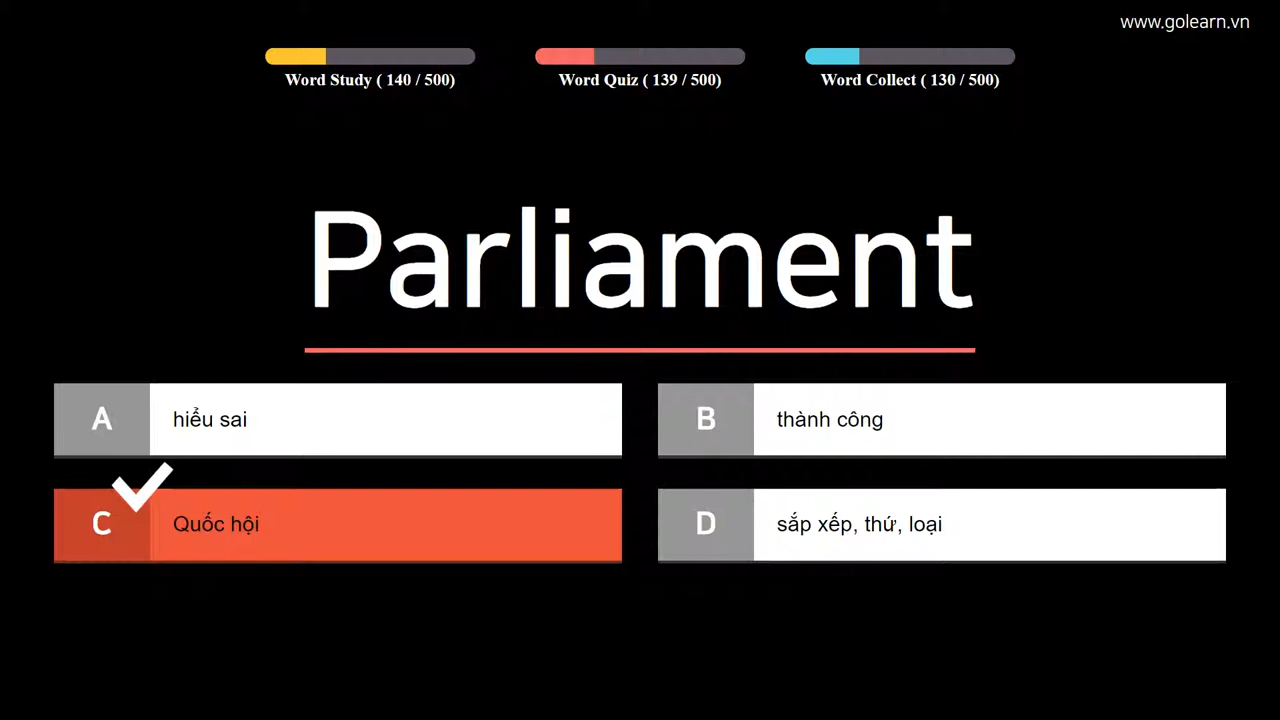 www.golearn.vn
Word Study ( 140 / 500)
Word Quiz ( 139 / 500)
Word Collect ( 130 / 500)
Parliament
A
hiểu sai
B
thành công
C
Quốc hội
D
sắp xếp, thứ, loại